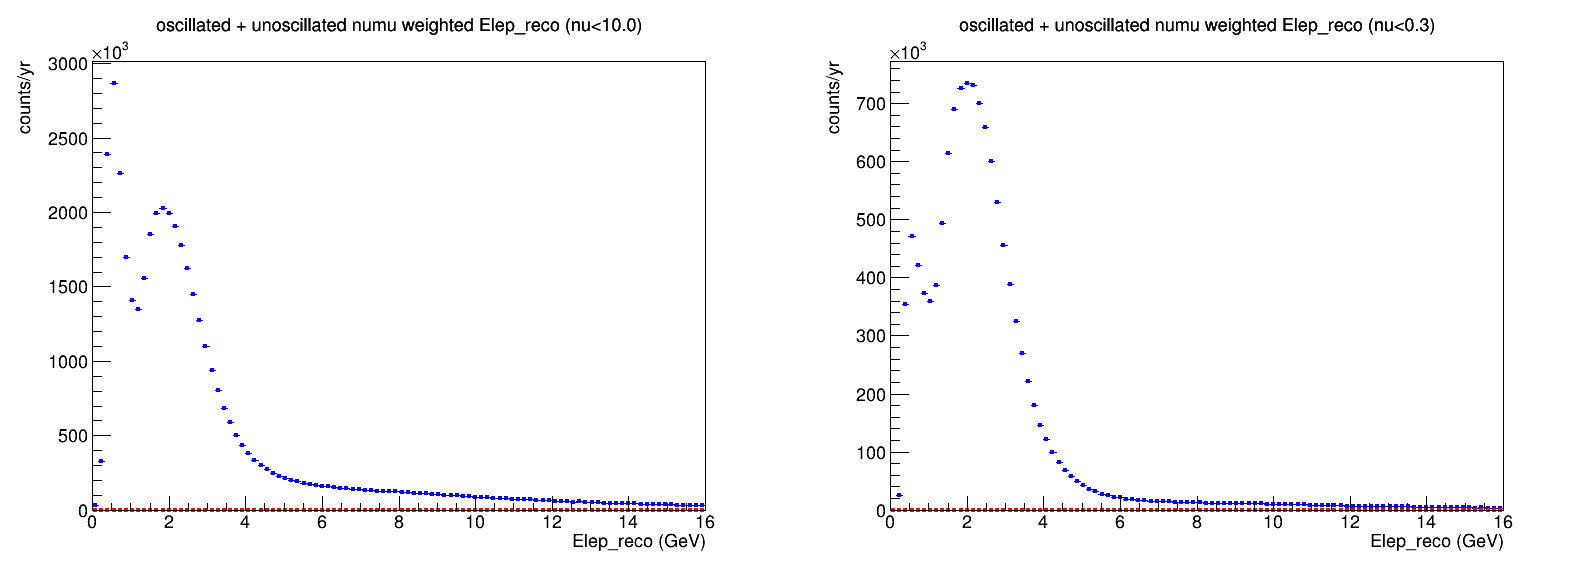 oscillated + unoscillated numu weighted Elep_reco (nu<10.0)
×10³
counts/yr
3000
2500
2000
1500
1000
500
0
0 2 4 6 8 10 12 14 16
Elep_reco (GeV)
oscillated + unoscillated numu weighted Elep_reco (nu<0.3)
×10³
counts/yr
700
600
500
400
300
200
100
0
0 2 4 6 8 10 12 14 16
Elep_reco (GeV)